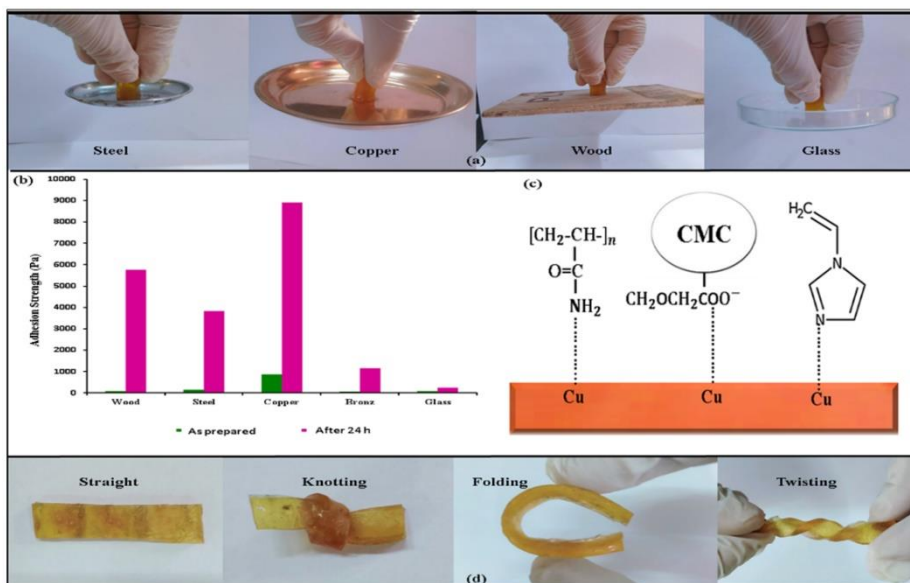 Steel
Copper
Wood
Glass
(a)
(b)
Adhesion Strength (Pa)
10000
9000
8000
7000
6000
5000
4000
3000
2000
1000
0
Wood
Steel
Copper
Bronz
Glass
As prepared
After 24 h
(c)
[CH₂-CH-]n
O=C
NH₂
CMC
CH₂OCH₂COO⁻
H₂C
N
N
Cu
Cu
Cu
Straight
Knotting
Folding
Twisting
(d)